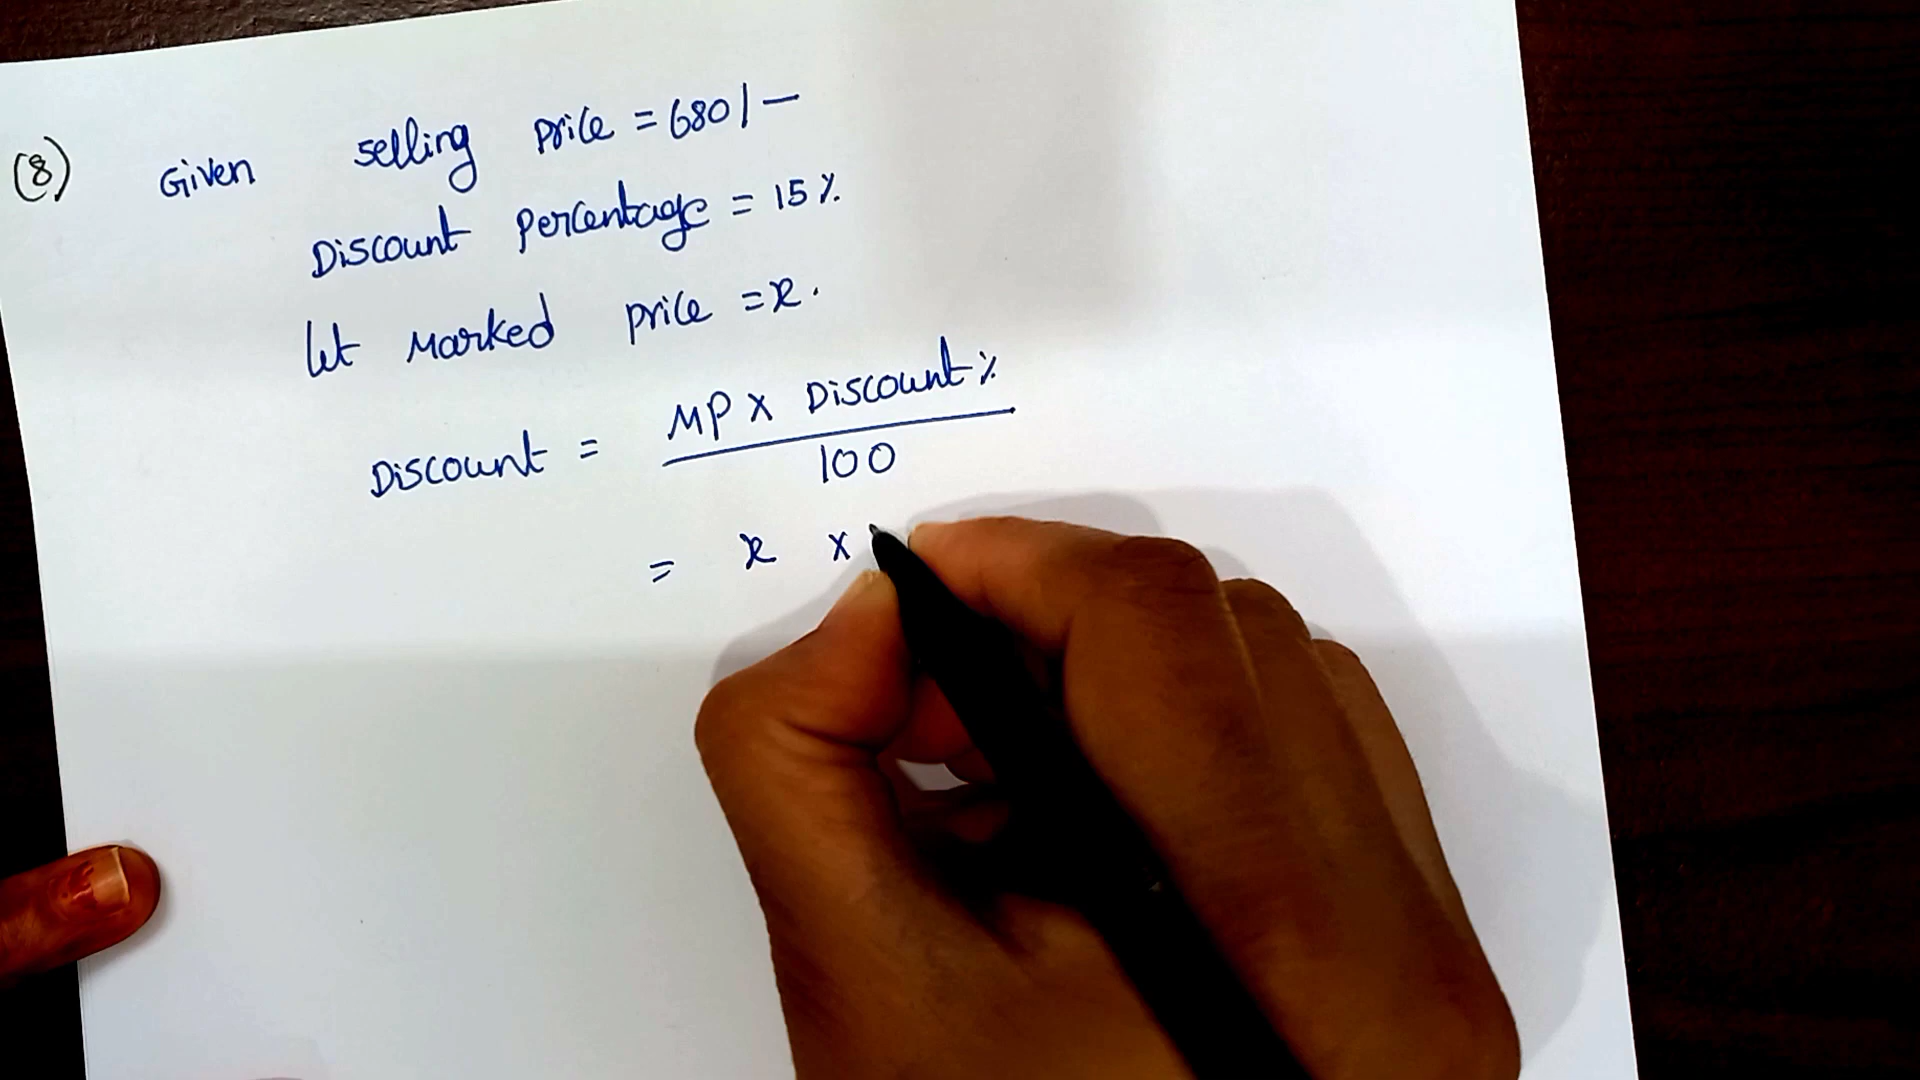 (8) Given selling price = 680/-
Discount Percentage = 15%
let Marked price = x.
Discount = MP X Discount%
100
= x x